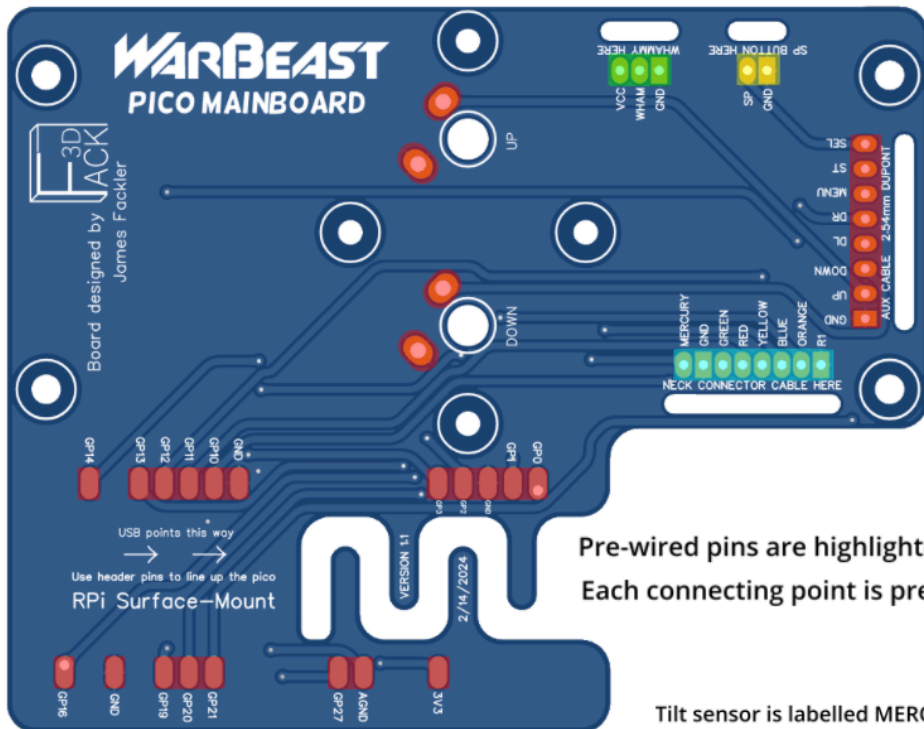 WARBEAST
PICO MAINBOARD
F3D
FACK
Board designed by
James Fackler
WHAMMY HERE
VCC
WHAM
GND
SP BUTTON HERE
SP
GND
UP
DOWN
SEL
ST
MENU
DR
DL
DOWN
UP
GND
AUX CABLE 2-54mm DUPONT
MERCURY
GND
GREEN
RED
YELLOW
BLUE
ORANGE
R1
NECK CONNECTOR CABLE HERE
GP14
GP13
GP12
GP11
GP10
GND
GP3
GP2
GND
GP1
GP0
USB points this way
Use header pins to line up the pico
RPi Surface-Mount
VERSION 1.1
2/14/2024
Pre-wired pins are highlight
Each connecting point is pre
GP16
GND
GP19
GP20
GP21
GP27
AGND
3V3
Tilt sensor is labelled MERC